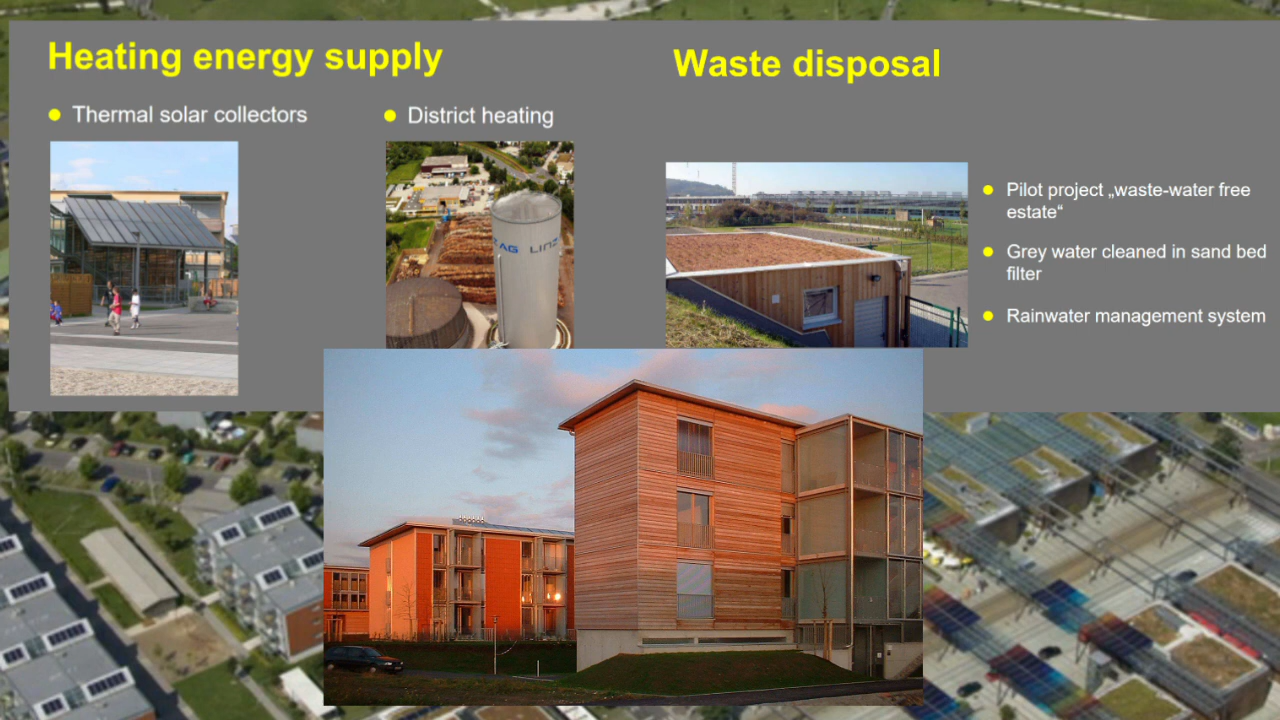 Heating energy supply
Thermal solar collectors
District heating
AG LINZ
Waste disposal
Pilot project „waste-water free
estate“
Grey water cleaned in sand bed
filter
Rainwater management system